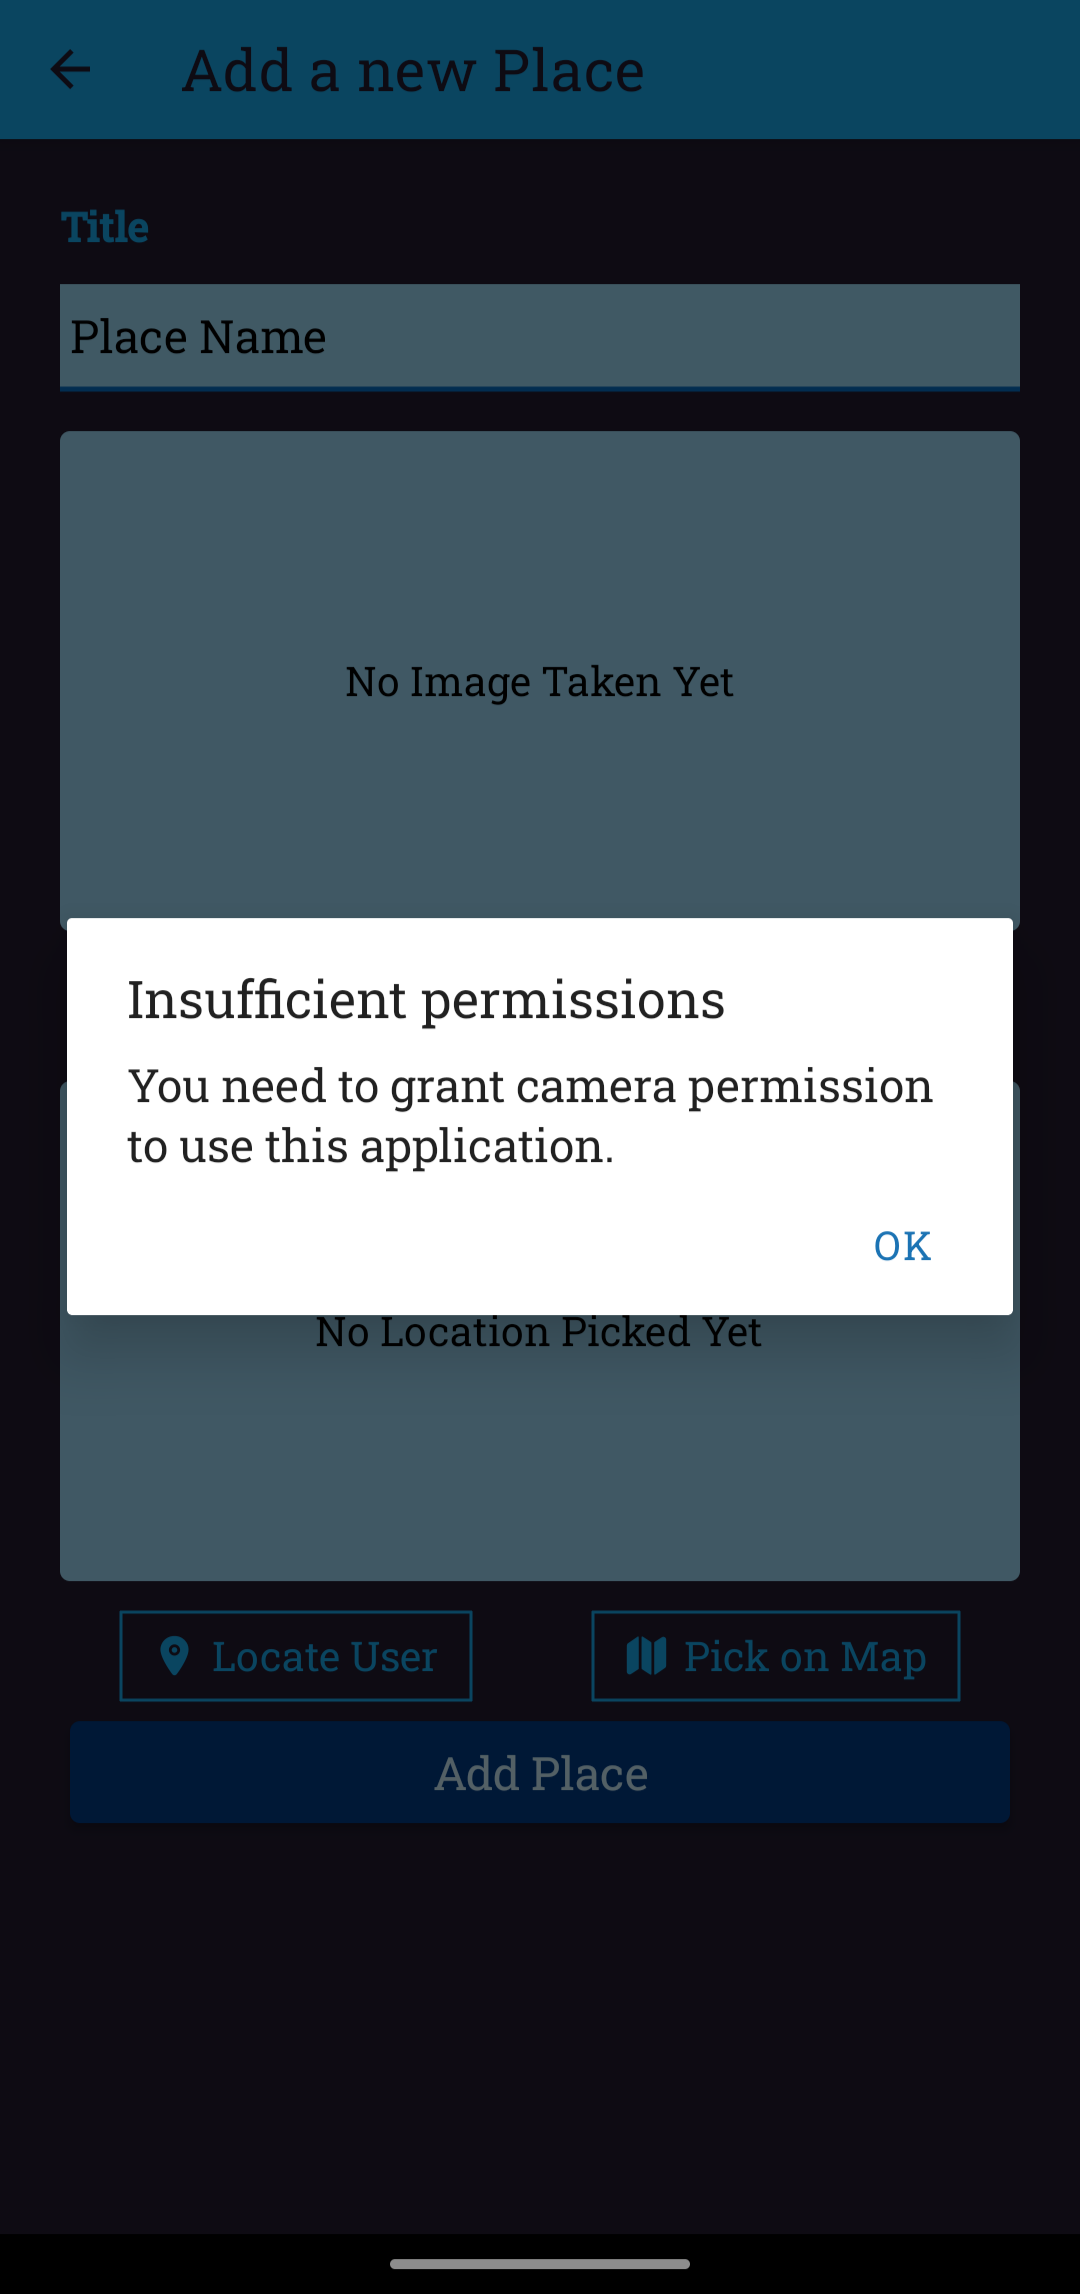 Add a new Place
Title
Place Name
No Image Taken Yet
Insufficient permissions
You need to grant camera permission
to use this application.
OK
No Location Picked Yet
Locate User
Pick on Map
Add Place